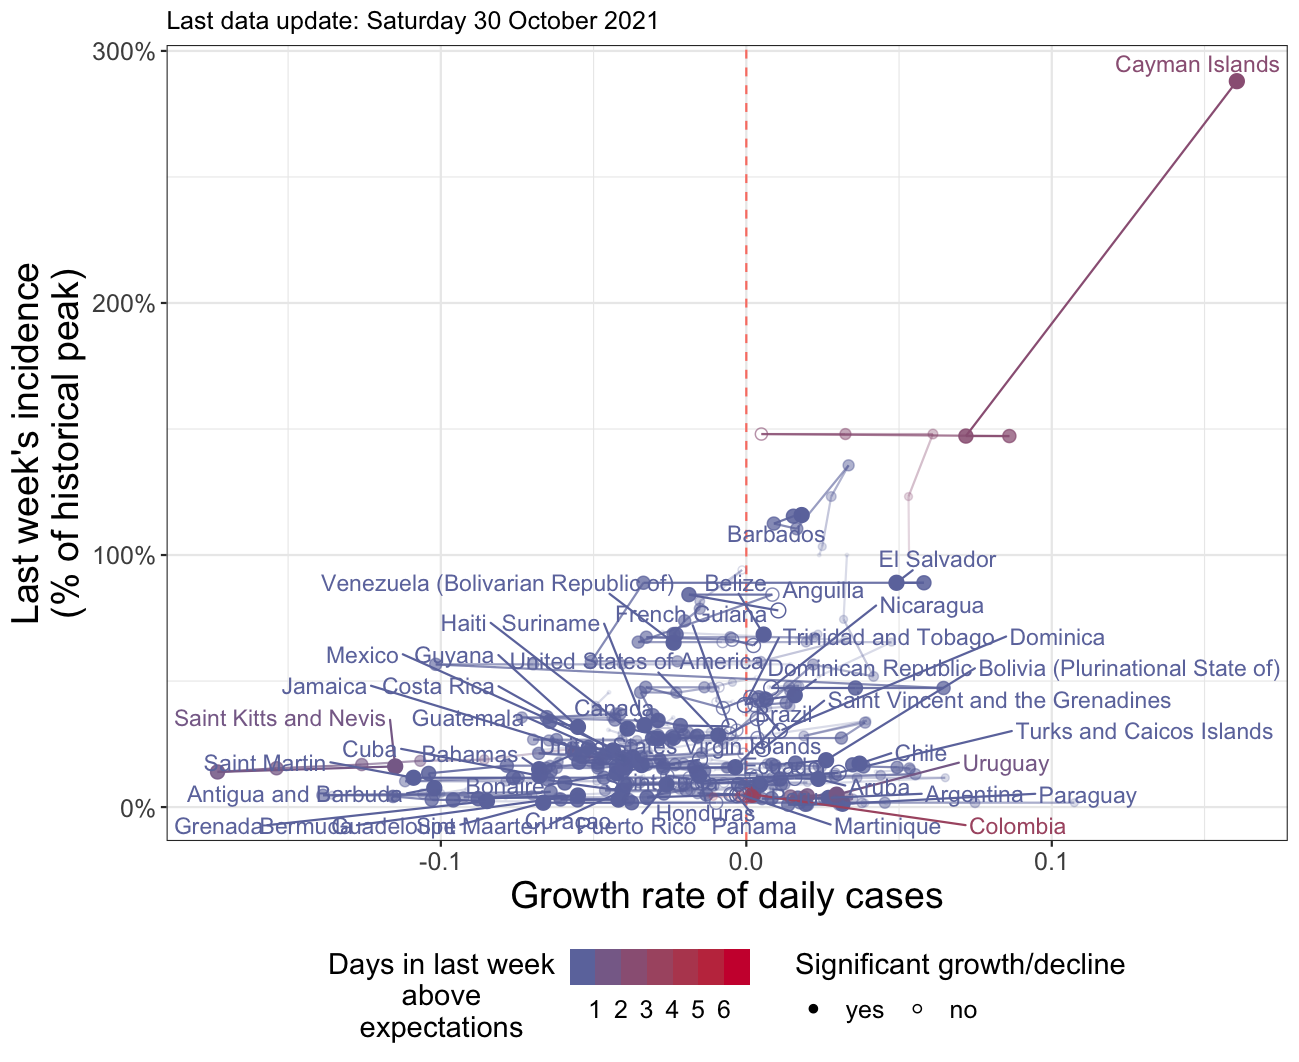 Last data update: Saturday 30 October 2021
300%
200%
100%
0%
Last week's incidence
(% of historical peak)
Cayman Islands
Barbados
El Salvador
Venezuela (Bolivarian Republic of)
Belize
Anguilla
French Guiana
Nicaragua
Haiti
Suriname
Trinidad and Tobago
Dominica
Mexico
Guyana
United States of America
Dominican Republic
Bolivia (Plurinational State of)
Jamaica
Costa Rica
Saint Vincent and the Grenadines
Canada
Brazil
Saint Kitts and Nevis
Guatemala
Turks and Caicos Islands
Cuba
Bahamas
United States Virgin Islands
Chile
Saint Martin
Ecuador
Uruguay
Bonaire
Aruba
Antigua and Barbuda
Argentina
Paraguay
Honduras
Grenada
Bermuda
Guadeloupe
Sint Maarten
Curaçao
Puerto Rico
Panama
Martinique
Colombia
-0.1
0.0
0.1
Growth rate of daily cases
Days in last week
above
expectations
1 2 3 4 5 6
Significant growth/decline
yes
no